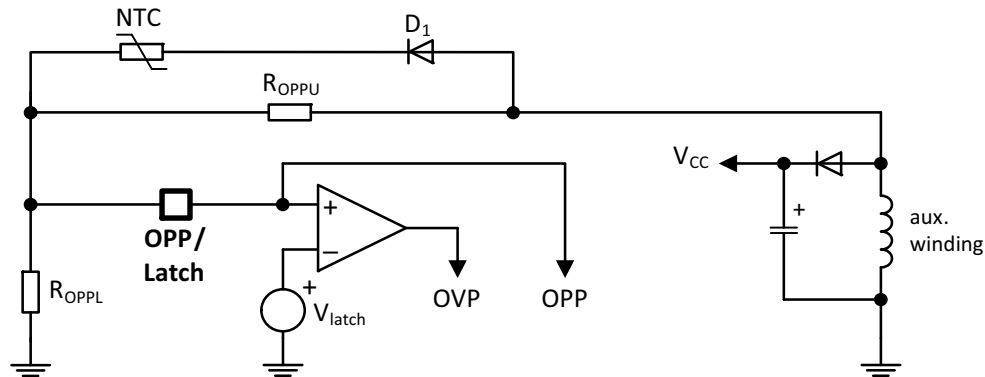 NTC
D1
ROPPU
VCC
+
aux.
winding
+
−
OPP/
Latch
ROPPL
+
Vlatch
OVP
OPP